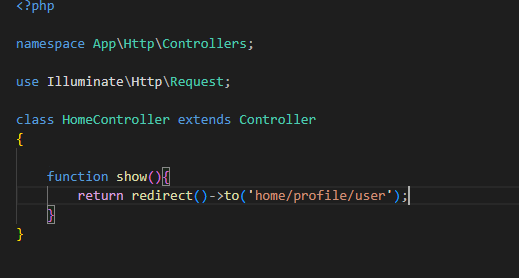 <?php
namespace App\Http\Controllers;
use Illuminate\Http\Request;
class HomeController extends Controller
{
function show(){
return redirect()->to('home/profile/user');
}
}